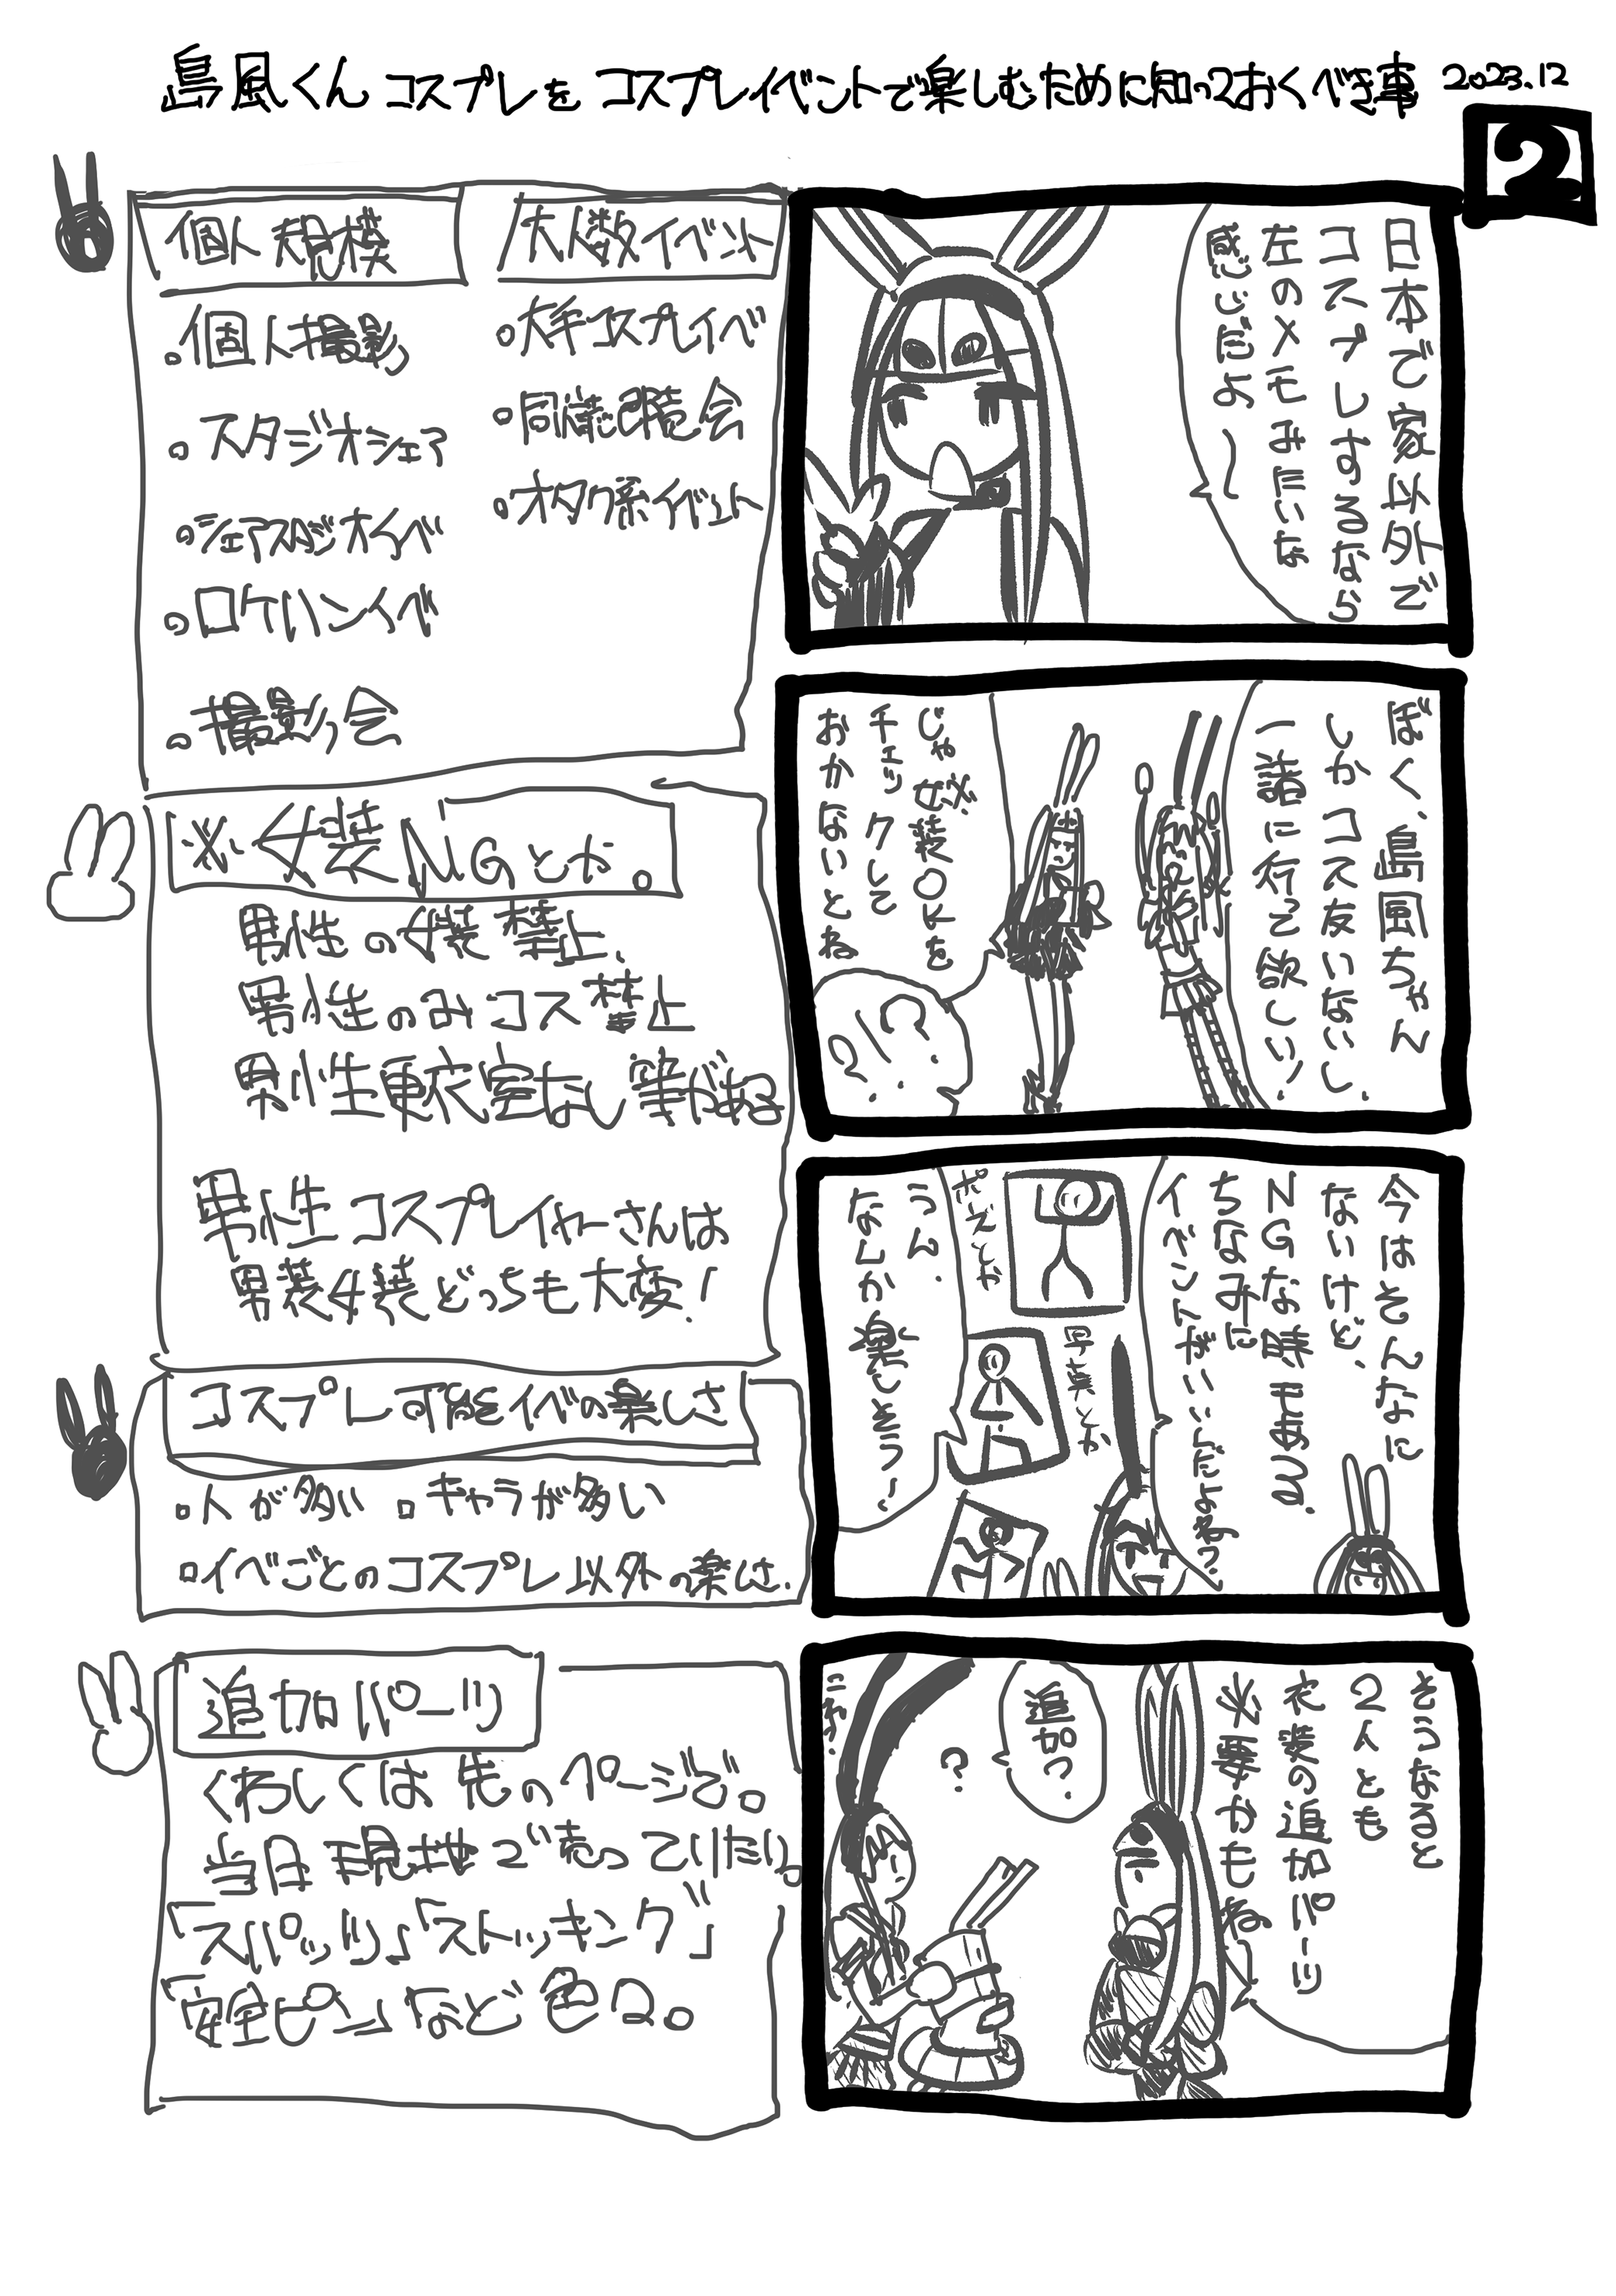 島風くんコスプレをコスプレイベントで楽しむために知っておくべき事 2023.12
2
日本で家以外で
コスプレするなら
左のメモみたいな
感じだよ〜
ぼく、島風ちゃん
しかコス友いないし、
一諸に行って欲しい!
じゃ、※
女装OKを
チェックして
おかないとね
?!?
今はそんなに
ないけど、
NGな時もある。
ちなみに
イベントがいいんだよねっ?
ポーズとか
写真とか
うん、
なんか楽しそう〜
そうなると
2人とも
衣装の追加パーツ
必要かもね〜
追加?
?
個人規模
。個人撮影
。スタジオシェア
。シェアスタジオイベ
。ロケハンイベ
。撮影会
大人数イベント
。大手コスプレイベ
。同人誌即売会
。オタク系イベント
※女装NGとか。
男性の女装禁止、
男性のみコス禁止
男性更衣室なし等がある
男性コスプレイヤーさんは
男装女装どっちも大変!
コスプレ可能イベの楽しさ
。人が多い 。キャラが多い
。イベごとのコスプレ以外の楽しさ.
追加パーツ
くわしくは先のページで。
当日現地で売っていたり。
「スパッツ」「ストッキング」
「安全ピン」など色々。